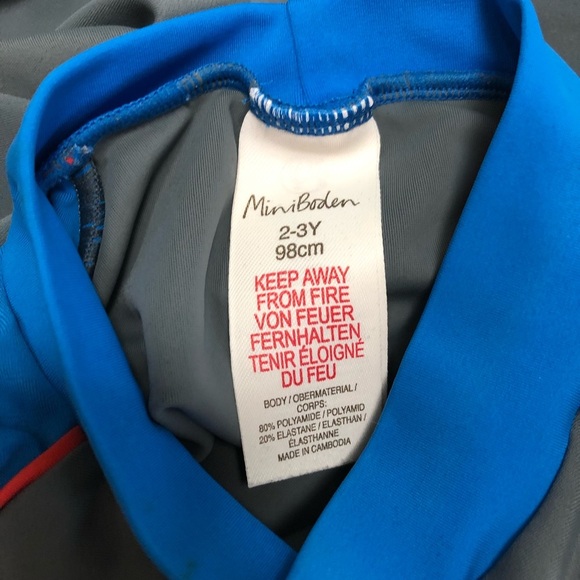 MiniBoden
2-3Y
98cm
KEEP AWAY
FROM FIRE
VON FEUER
FERNHALTEN
TENIR ÉLOIGNÉ
DU FEU
BODY / OBERMATERIAL /
CORPS:
80% POLYAMIDE / POLYAMID
20% ELASTANE / ELASTHAN /
ÉLASTHANNE
MADE IN CAMBODIA